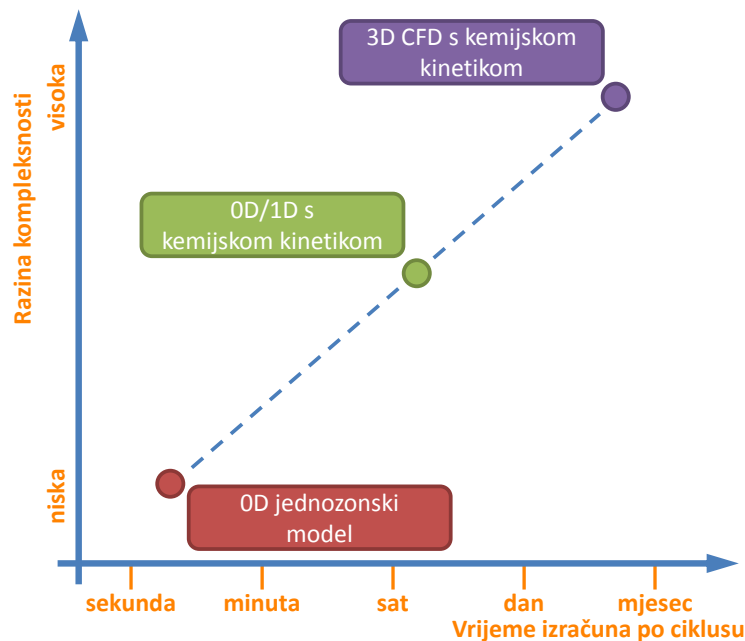 3D CFD s kemijskom
kinetikom
visoka
Razina kompleksnosti
0D/1D s
kemijskom kinetikom
niska
0D jednozonski
model
sekunda
minuta
sat
dan
mjesec
Vrijeme izračuna po ciklusu